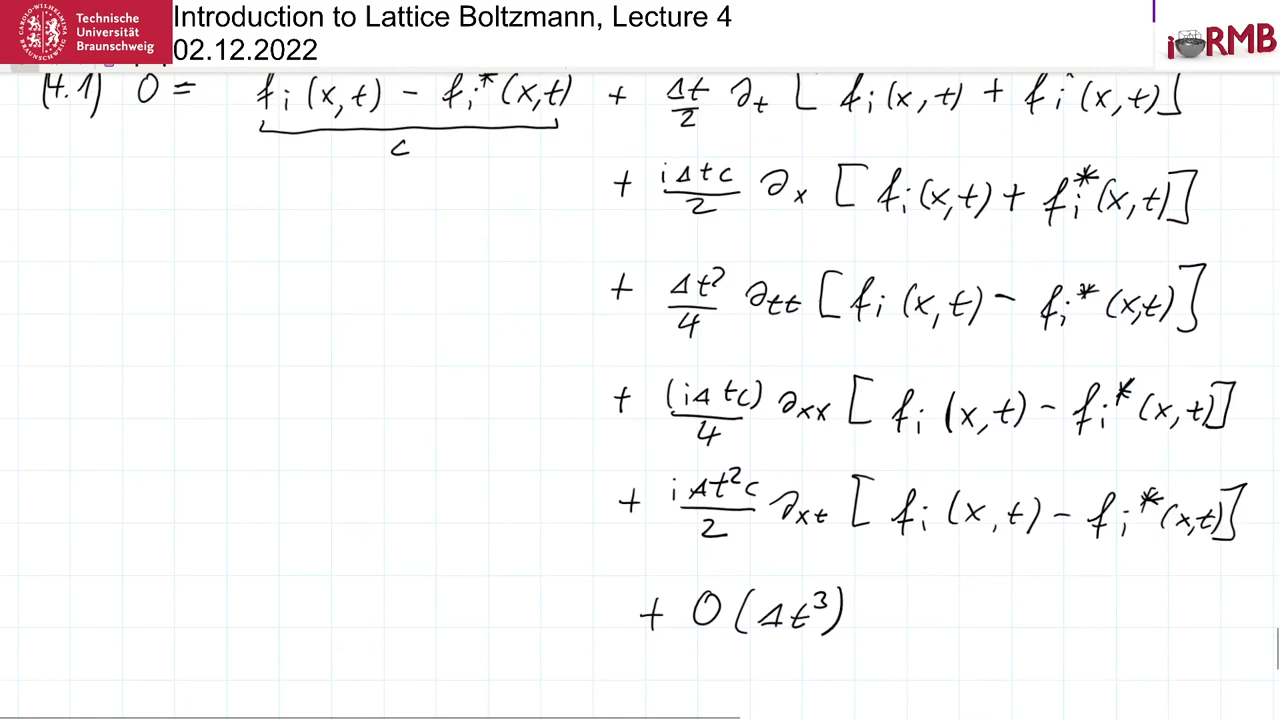 Technische
Universität
Braunschweig
Introduction to Lattice Boltzmann, Lecture 4
02.12.2022
iRMB
(4.1) 0 = f_i (x,t) - f_i^*(x,t) + Δt/2 ∂_t [ f_i (x,t) + f_i^*(x,t)]
c
+ iΔtc/2 ∂_x [ f_i(x,t) + f_i^*(x,t)]
+ Δt²/4 ∂_tt [ f_i (x,t) - f_i^* (x,t)]
+ (iΔtc)/4 ∂_xx [ f_i (x,t) - f_i^* (x,t)]
+ iΔt²c/2 ∂_xt [ f_i (x,t) - f_i^*(x,t)]
+ O(Δt³)